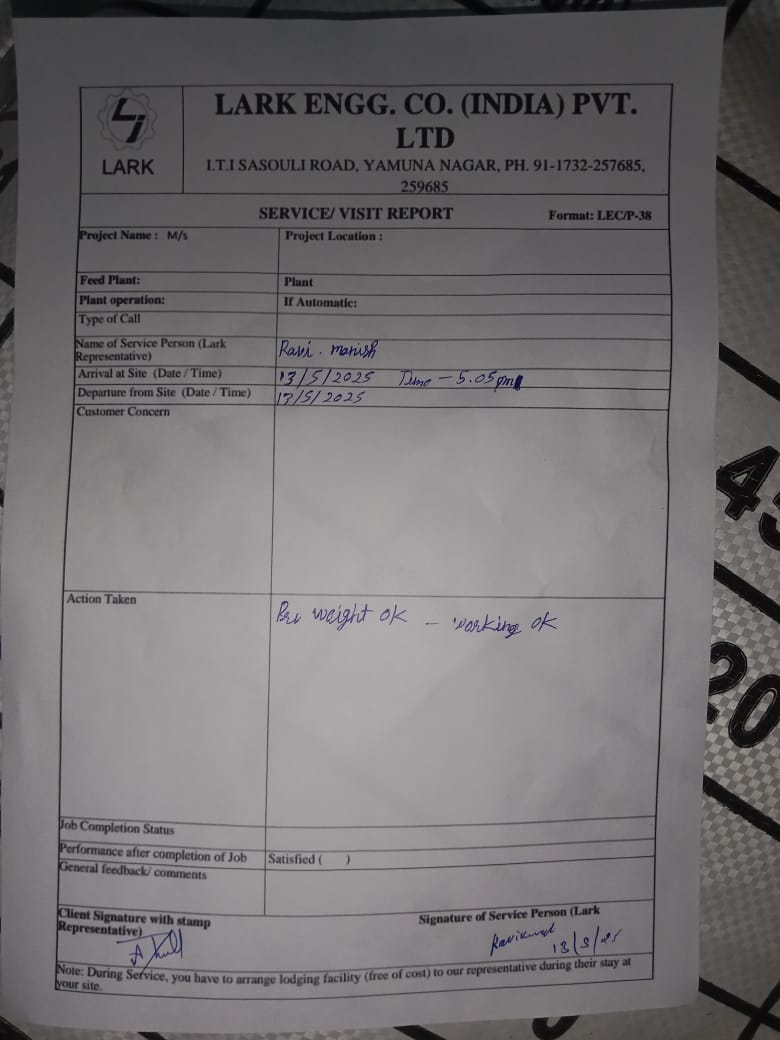 LARK
LARK ENGG. CO. (INDIA) PVT.
LTD
I.T.I SASOULI ROAD, YAMUNA NAGAR, PH. 91-1732-257685,
259685
SERVICE/ VISIT REPORT Format: LEC/P-38
Project Name : M/s Project Location :
Feed Plant: Plant
Plant operation: If Automatic:
Type of Call
Name of Service Person (Lark
Representative) Ravi . manish
Arrival at Site (Date / Time) 13/5/2025 Time - 5.05 pm
Departure from Site (Date / Time) 13/5/2025
Customer Concern
Action Taken
weight OK - working OK
Job Completion Status
Performance after completion of Job Satisfied ( )
General feedback/ comments
Client Signature with stamp Signature of Service Person (Lark
Representative)
13/5/25
Note: During Service, you have to arrange lodging facility (free of cost) to our representative during their stay at
your site.
45
20